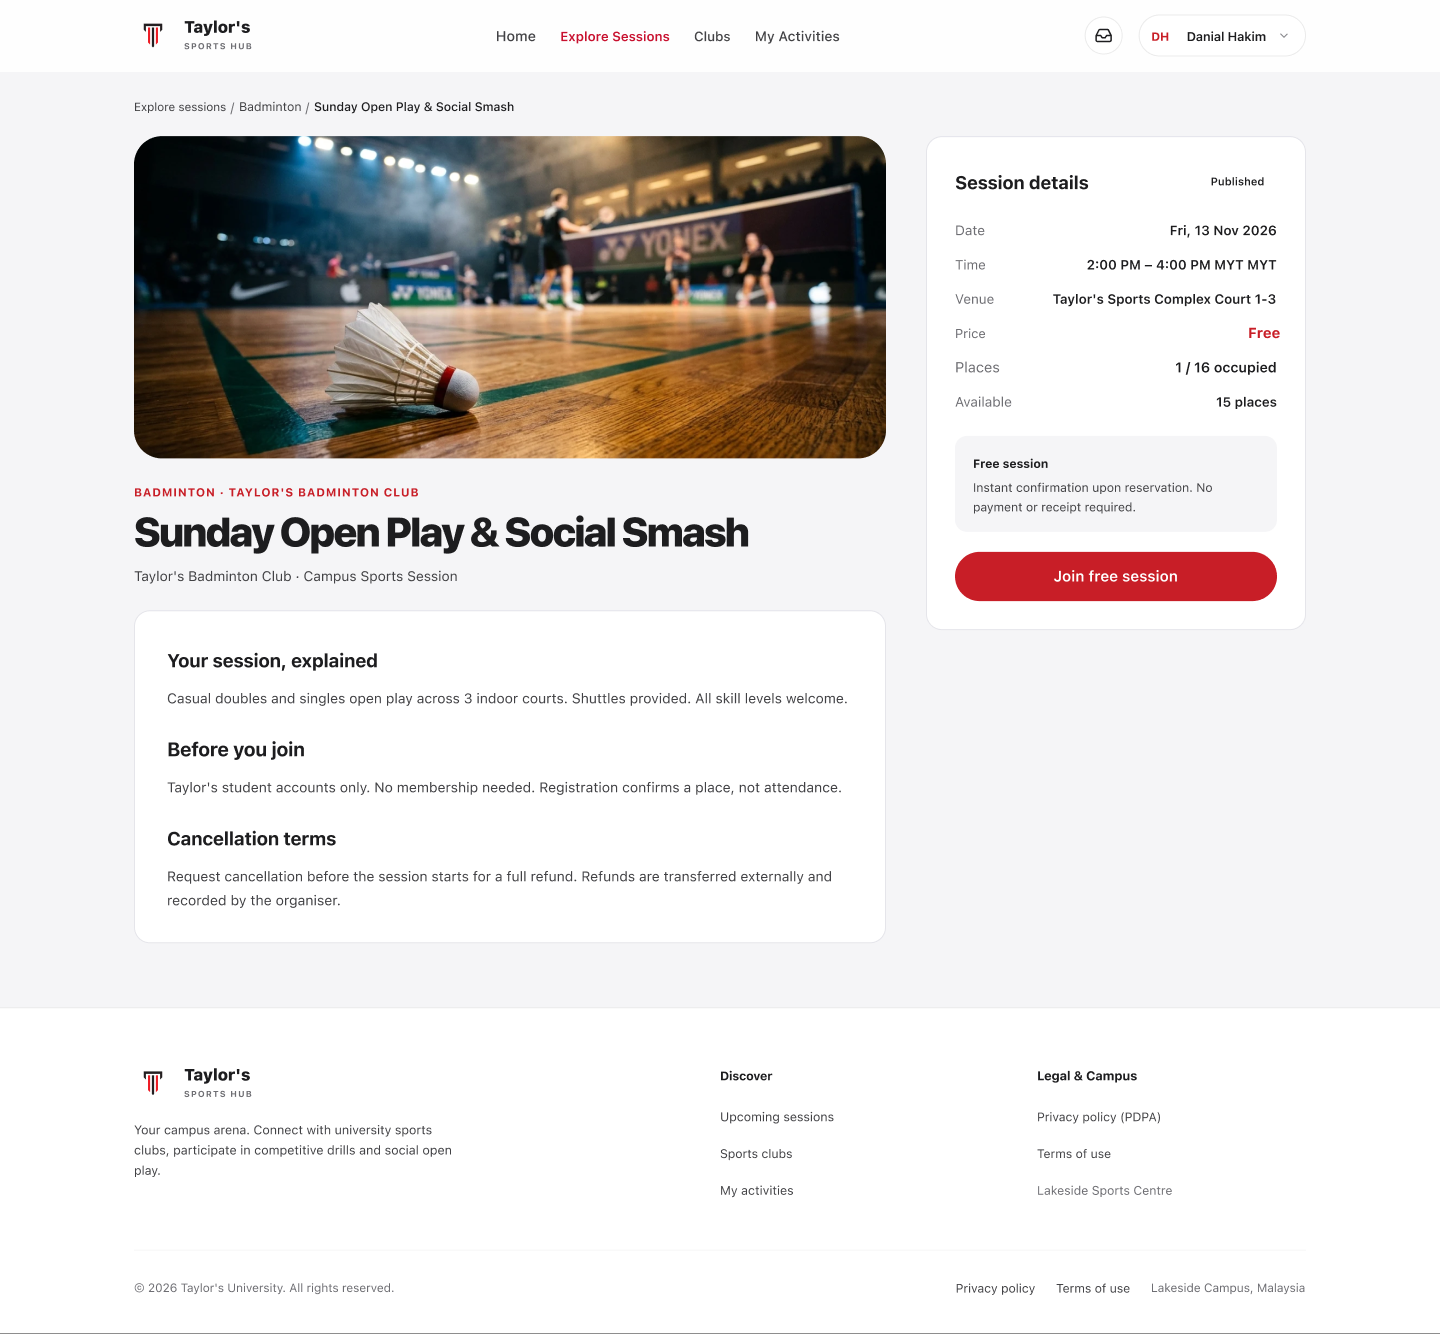 Taylor's
SPORTS HUB
Home
Explore Sessions
Clubs
My Activities
DH
Danial Hakim
Explore sessions / Badminton / Sunday Open Play & Social Smash
YONEX
YONEX
YONEX
BADMINTON · TAYLOR'S BADMINTON CLUB
Sunday Open Play & Social Smash
Taylor's Badminton Club · Campus Sports Session
Your session, explained
Casual doubles and singles open play across 3 indoor courts. Shuttles provided. All skill levels welcome.
Before you join
Taylor's student accounts only. No membership needed. Registration confirms a place, not attendance.
Cancellation terms
Request cancellation before the session starts for a full refund. Refunds are transferred externally and
recorded by the organiser.
Session details
Published
Date
Fri, 13 Nov 2026
Time
2:00 PM – 4:00 PM MYT MYT
Venue
Taylor's Sports Complex Court 1-3
Price
Free
Places
1 / 16 occupied
Available
15 places
Free session
Instant confirmation upon reservation. No
payment or receipt required.
Join free session
Taylor's
SPORTS HUB
Your campus arena. Connect with university sports
clubs, participate in competitive drills and social open
play.
Discover
Upcoming sessions
Sports clubs
My activities
Legal & Campus
Privacy policy (PDPA)
Terms of use
Lakeside Sports Centre
© 2026 Taylor's University. All rights reserved.
Privacy policy
Terms of use
Lakeside Campus, Malaysia